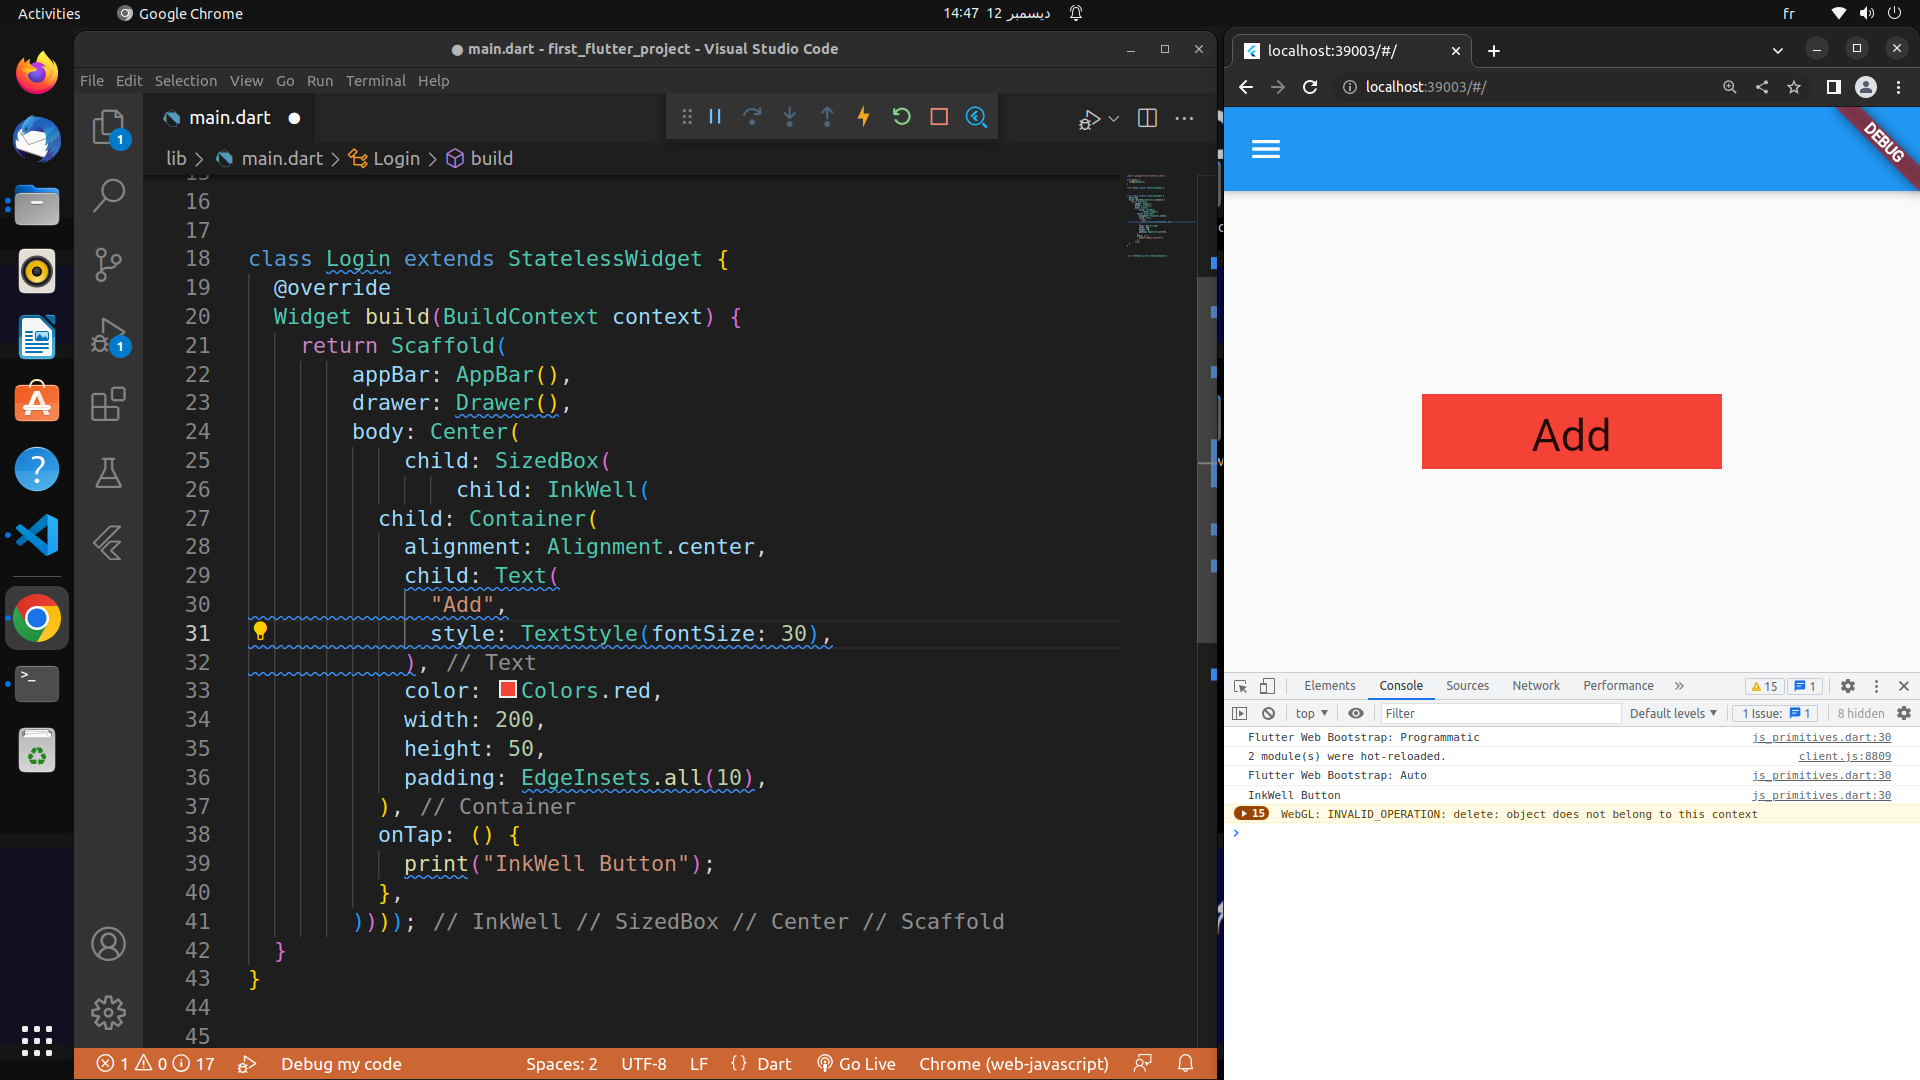 Activities
Google Chrome
14:47 12 ديسمبر
fr
● main.dart - first_flutter_project - Visual Studio Code
File Edit Selection View Go Run Terminal Help
1
1
main.dart
lib > main.dart > Login > build
15
16
17
18 class Login extends StatelessWidget {
19 @override
20 Widget build(BuildContext context) {
21 return Scaffold(
22 appBar: AppBar(),
23 drawer: Drawer(),
24 body: Center(
25 child: SizedBox(
26 child: InkWell(
27 child: Container(
28 alignment: Alignment.center,
29 child: Text(
30 "Add",
31 style: TextStyle(fontSize: 30),
32 ), // Text
33 color: Colors.red,
34 width: 200,
35 height: 50,
36 padding: EdgeInsets.all(10),
37 ), // Container
38 onTap: () {
39 print("InkWell Button");
40 },
41 )))); // InkWell // SizedBox // Center // Scaffold
42 }
43 }
44
45
1 0 17 Debug my code Spaces: 2 UTF-8 LF {} Dart Go Live Chrome (web-javascript)
localhost:39003/#/
localhost:39003/#/
DEBUG
Add
Elements Console Sources Network Performance » 15 1
top Filter Default levels 1 Issue: 1 8 hidden
Flutter Web Bootstrap: Programmatic js_primitives.dart:30
2 module(s) were hot-reloaded. client.js:8809
Flutter Web Bootstrap: Auto js_primitives.dart:30
InkWell Button js_primitives.dart:30
15 WebGL: INVALID_OPERATION: delete: object does not belong to this context